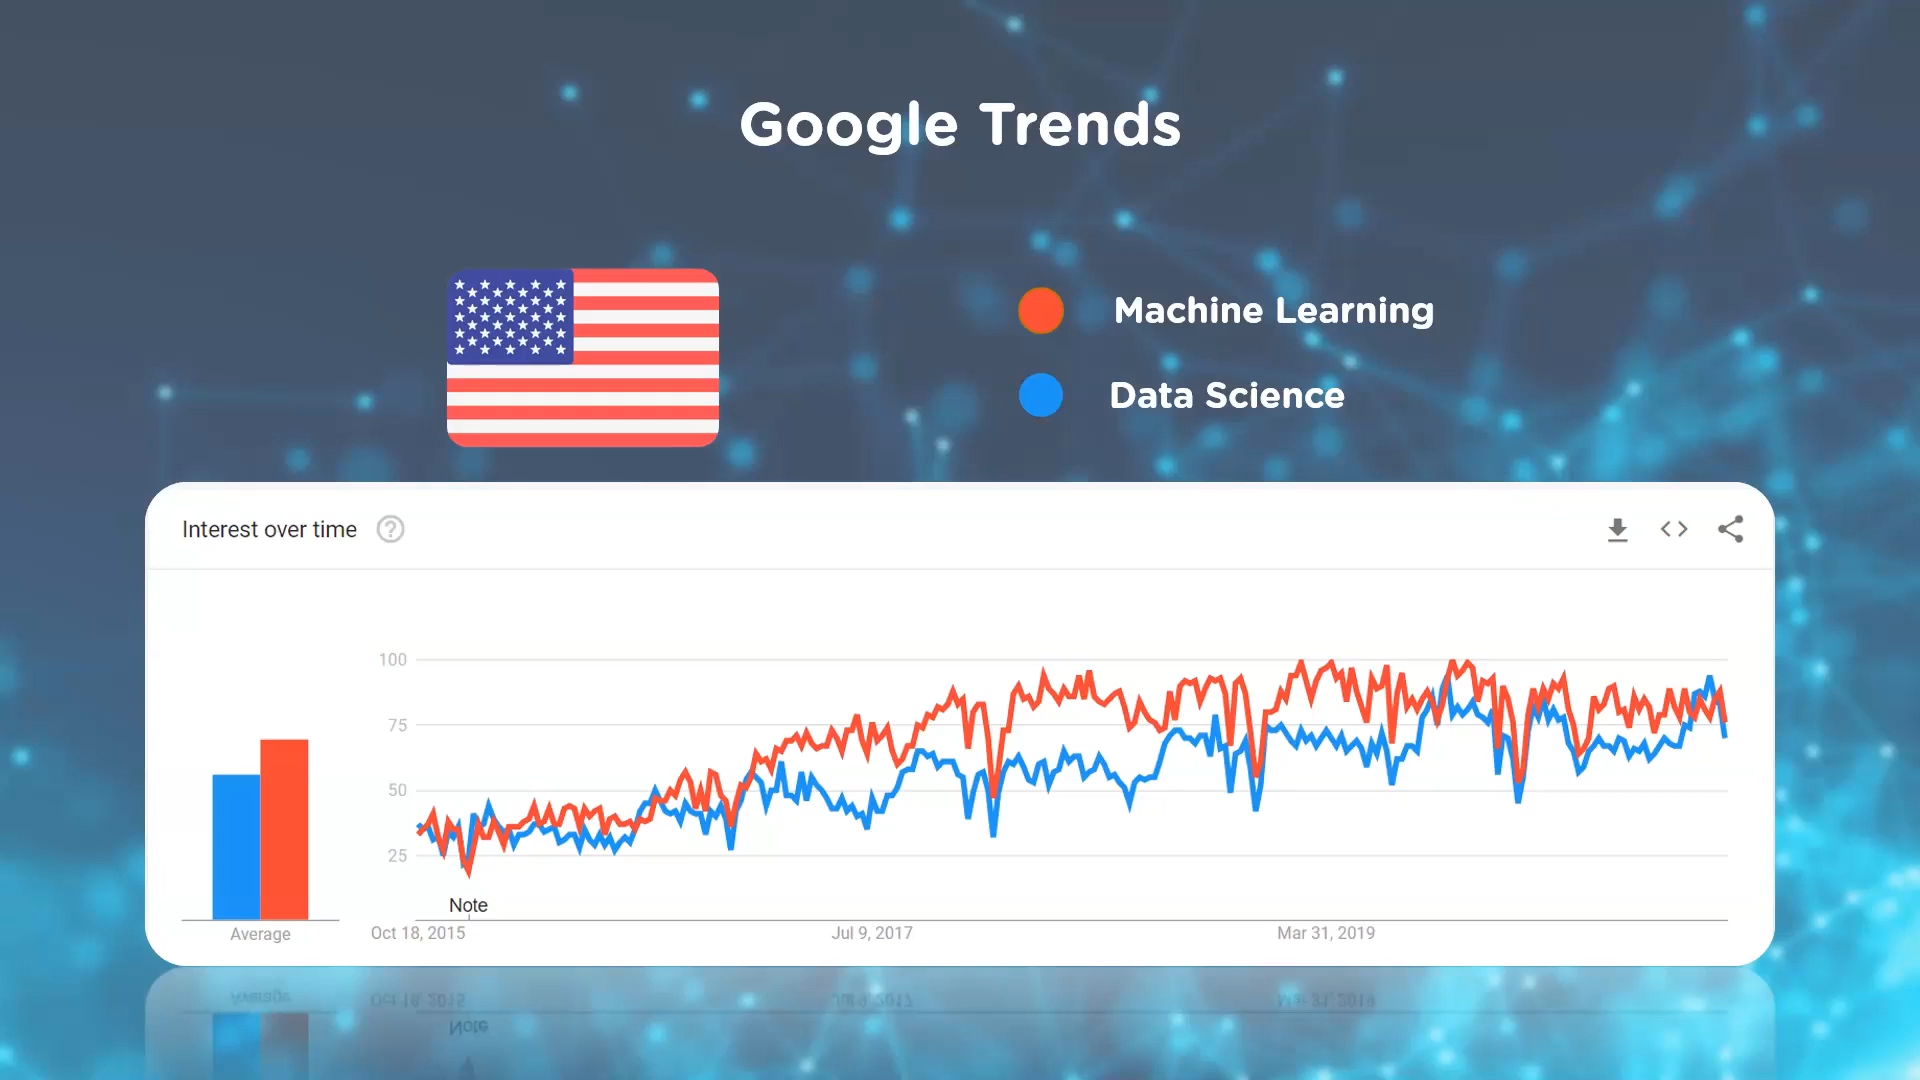 Google Trends
Machine Learning
Data Science
Interest over time
100
75
50
25
Note
Average
Oct 18, 2015
Jul 9, 2017
Mar 31, 2019